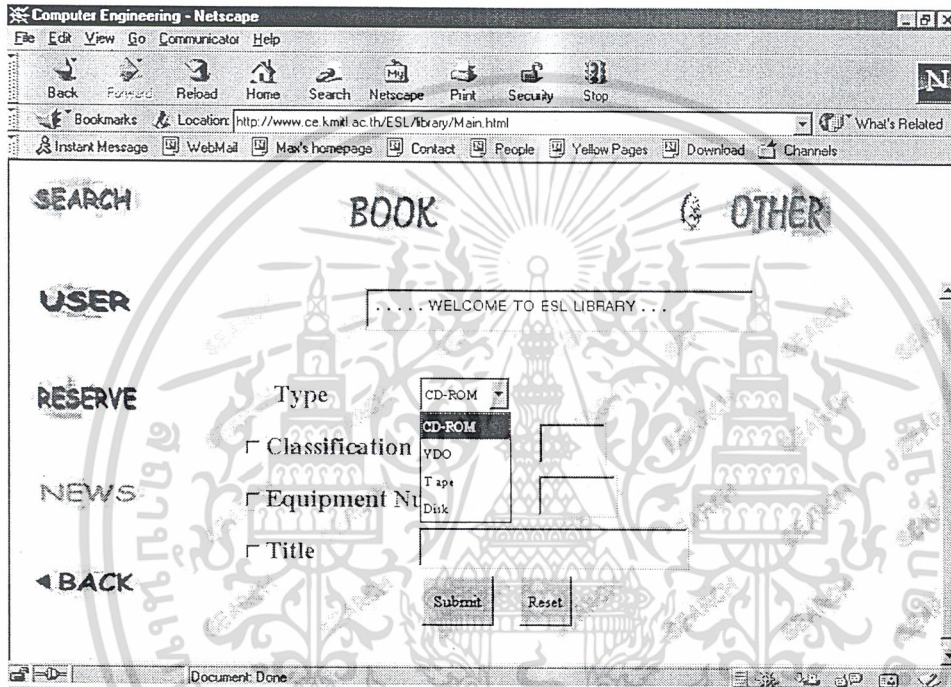 Computer Engineering - Netscape
File Edit View Go Communicator Help
Back Forward Reload Home Search Netscape Print Security Stop
Bookmarks Location: http://www.ce.kmitl.ac.th/ESL/library/Main.html What's Related
Instant Message WebMail Max's homepage Contact People Yellow Pages Download Channels
SEARCH BOOK OTHER
USER
. . . . . WELCOME TO ESL LIBRARY . . .
RESERVE
Type CD-ROM
CD-ROM
Classification
VDO
Tape
NEWS
Equipment Nu
Disk
Title
BACK
Submit Reset
Document: Done